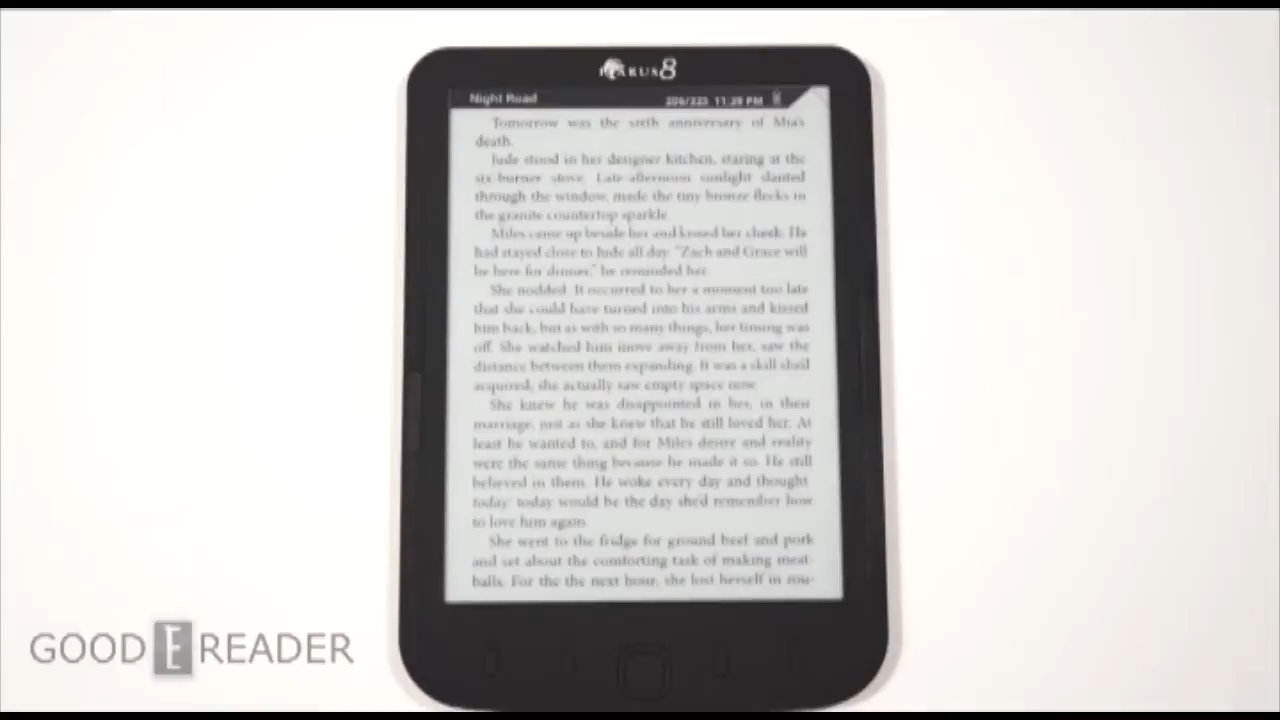 ICARUS8
Night Road 206/323 11:29 PM
Tomorrow was the sixth anniversary of Mia's
death.
Jude stood in her designer kitchen, staring at the
six-burner stove. Late-afternoon sunlight slanted
through the window, made the tiny bronze flecks in
the granite countertop sparkle.
Miles came up beside her and kissed her cheek. He
had stayed close to Jude all day. "Zach and Grace will
be here for dinner," he reminded her.
She nodded. It occurred to her a moment too late
that she could have turned into his arms and kissed
him back, but as with so many things, her timing was
off. She watched him move away from her, saw the
distance between them expanding. It was a skill she'd
acquired; she actually saw empty space now.
She knew he was disappointed in her, in their
marriage, just as she knew that he still loved her. At
least he wanted to, and for Miles desire and reality
were the same thing because he made it so. He still
believed in them. He woke every day and thought
today: today would be the day she'd remember how
to love him again.
She went to the fridge for ground beef and pork
and set about the comforting task of making meat-
balls. For the the next hour, she lost herself in rou-
GOOD E READER